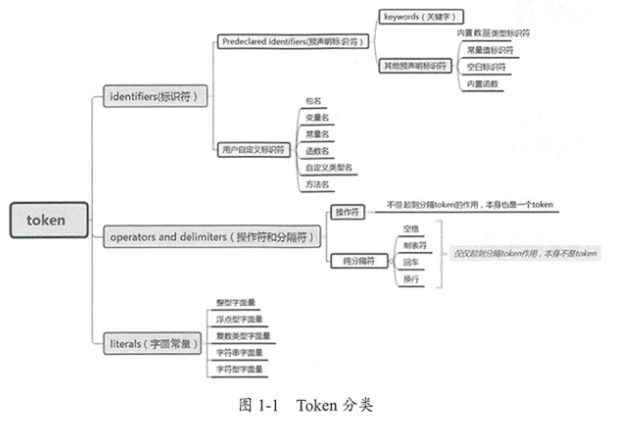 token
identifiers(标识符)
Predeclared identifiers(预声明标识符)
keywords(关键字)
其他预声明标识符
内置数据类型标识符
常量值标识符
空白标识符
内置函数
用户自定义标识符
包名
变量名
常量名
函数名
自定义类型名
方法名
operators and delimiters(操作符和分隔符)
操作符
不但起到分隔token的作用,本身也是一个token
纯分隔符
空格
制表符
回车
换行
仅仅起到分隔token作用,本身不是token
literals(字面常量)
整型字面量
浮点型字面量
复数类型字面量
字符串字面量
字符型字面量
图 1-1 Token 分类